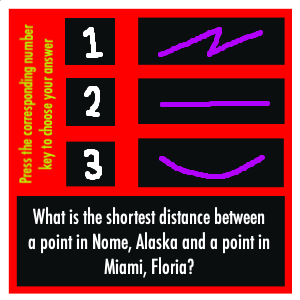 Press the corresponding number
key to choose your answer
1
2
3
What is the shortest distance between
a point in Nome, Alaska and a point in
Miami, Floria?